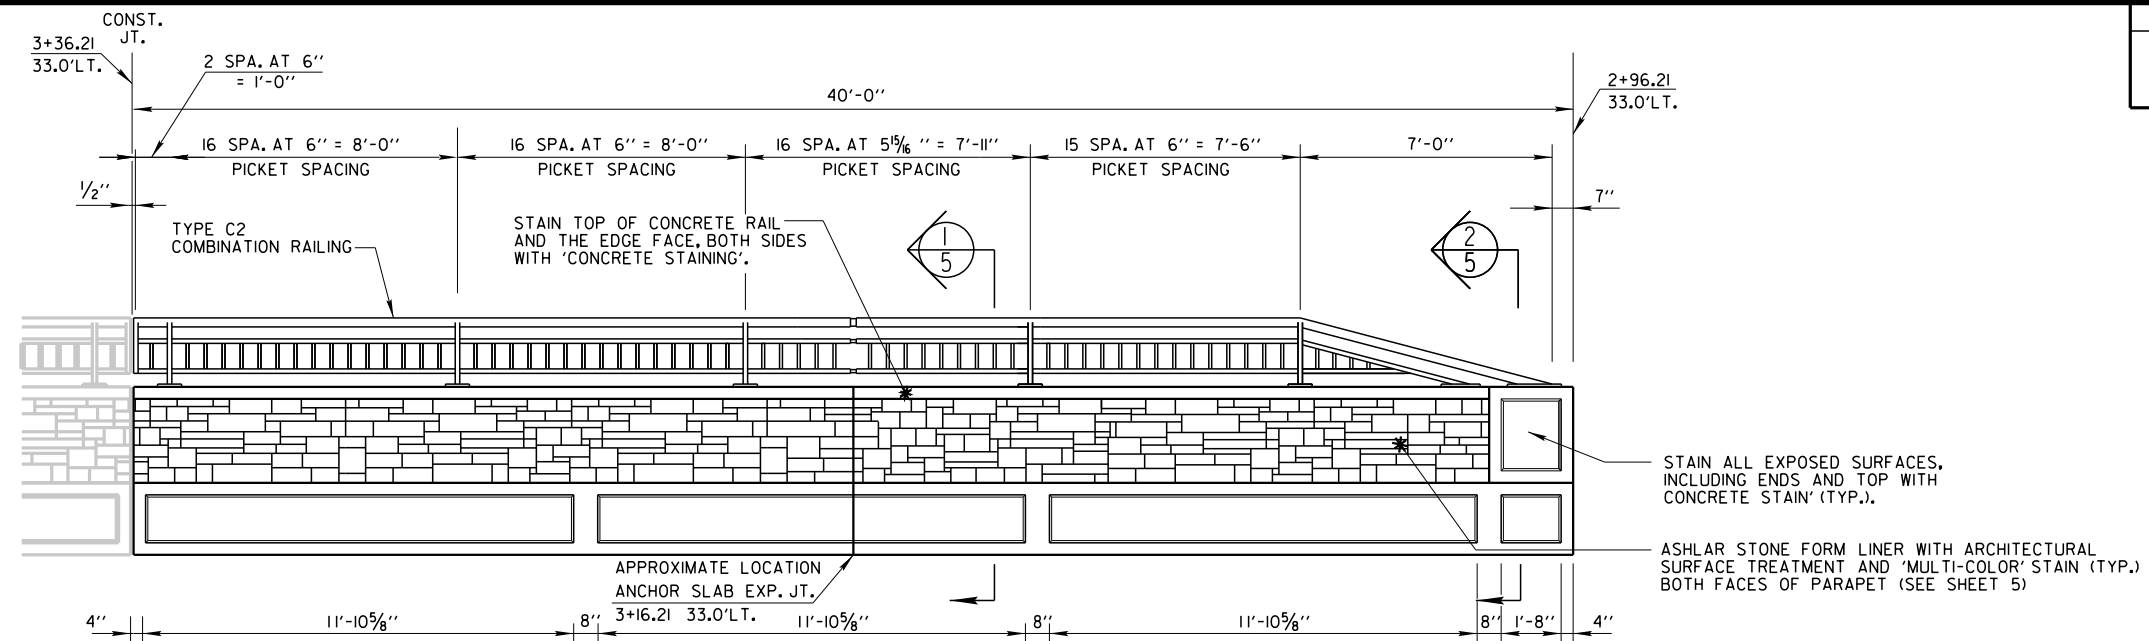 CONST.
JT.
3+36.21
33.0'LT.
2 SPA. AT 6''
= 1'-0''
40'-0''
2+96.21
33.0'LT.
16 SPA. AT 6'' = 8'-0''
PICKET SPACING
16 SPA. AT 6'' = 8'-0''
PICKET SPACING
16 SPA. AT 5 15/16 '' = 7'-11''
PICKET SPACING
15 SPA. AT 6'' = 7'-6''
PICKET SPACING
7'-0''
1/2''
7''
TYPE C2
COMBINATION RAILING
STAIN TOP OF CONCRETE RAIL
AND THE EDGE FACE, BOTH SIDES
WITH 'CONCRETE STAINING'.
1
5
2
5
STAIN ALL EXPOSED SURFACES,
INCLUDING ENDS AND TOP WITH
CONCRETE STAIN' (TYP.).
ASHLAR STONE FORM LINER WITH ARCHITECTURAL
SURFACE TREATMENT AND 'MULTI-COLOR' STAIN (TYP.)
BOTH FACES OF PARAPET (SEE SHEET 5)
APPROXIMATE LOCATION
ANCHOR SLAB EXP. JT.
3+16.21 33.0'LT.
4''
11'-10 5/8''
8''
11'-10 5/8''
8''
11'-10 5/8''
8''
1'-8''
4''